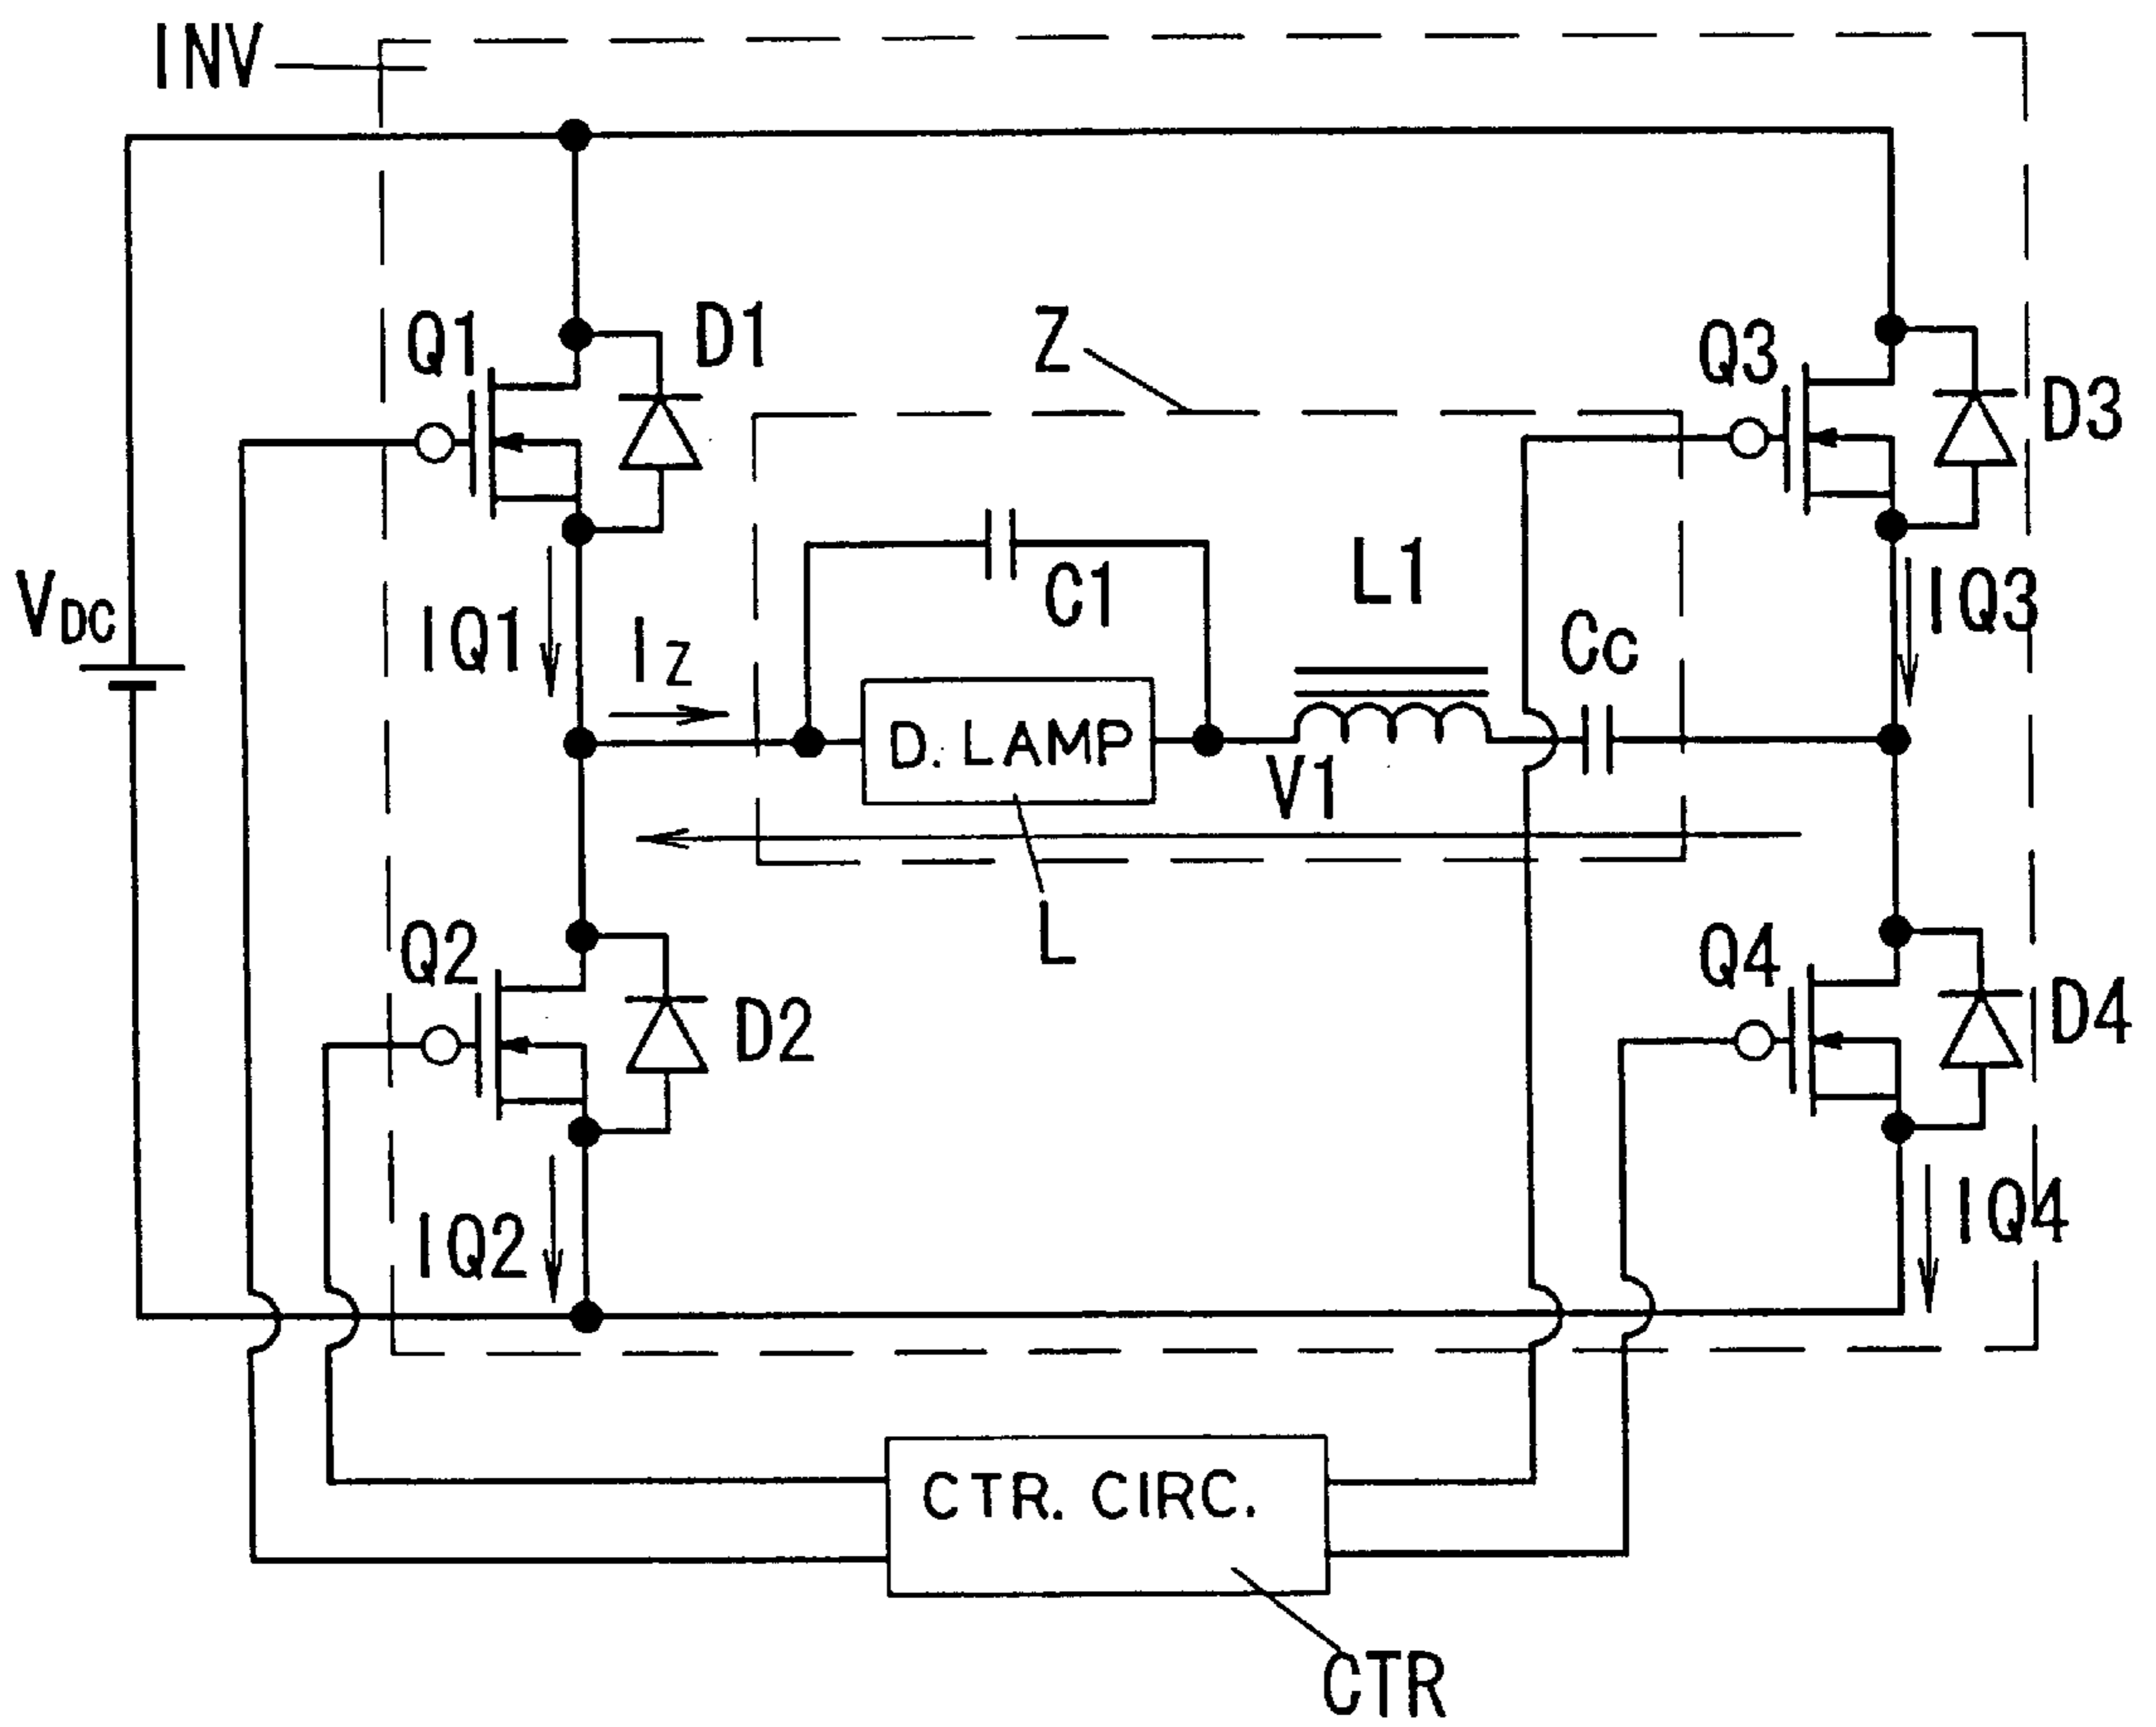 INV
Q1
D1
Z
Q3
D3
C1
L1
Cc
IQ3
VDC
IQ1
Iz
D. LAMP
V1
L
Q2
D2
Q4
D4
IQ2
IQ4
CTR. CIRC.
CTR